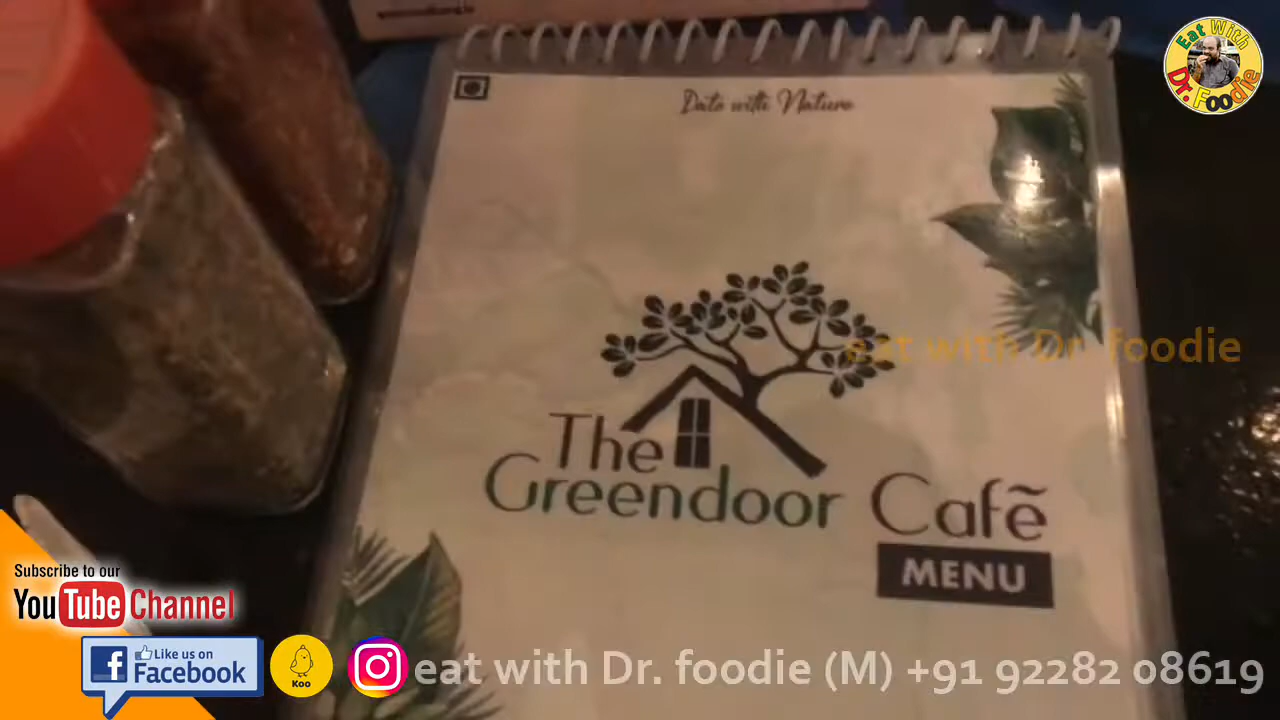 Eat With
Dr. Foodie
Date with Nature
eat with Dr. foodie
The
Greendoor Cafẽ
MENU
Subscribe to our
YouTube Channel
Like us on
Facebook
Koo
eat with Dr. foodie (M) +91 92282 08619